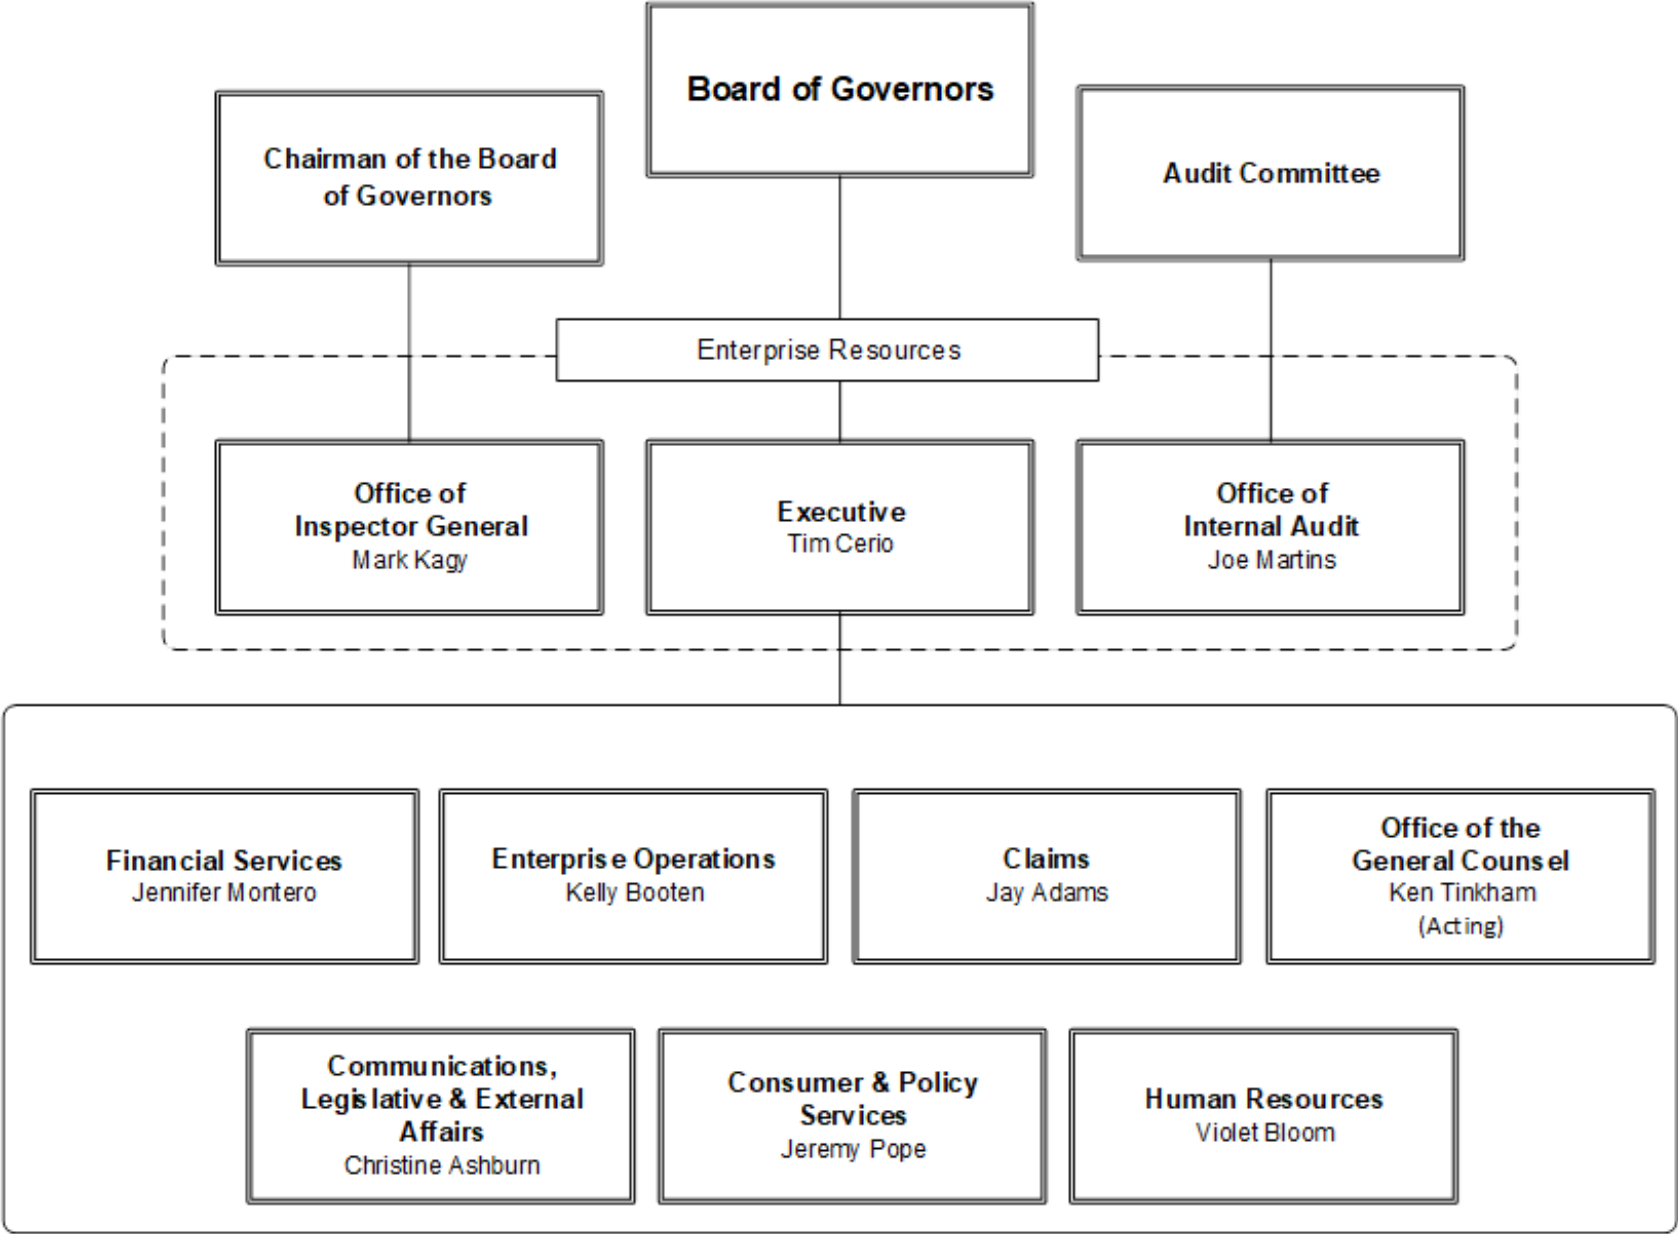 Board of Governors
Chairman of the Board
of Governors
Audit Committee
Enterprise Resources
Office of
Inspector General
Mark Kagy
Executive
Tim Cerio
Office of
Internal Audit
Joe Martins
Financial Services
Jennifer Montero
Enterprise Operations
Kelly Booten
Claims
Jay Adams
Office of the
General Counsel
Ken Tinkham
(Acting)
Communications,
Legislative & External
Affairs
Christine Ashburn
Consumer & Policy
Services
Jeremy Pope
Human Resources
Violet Bloom